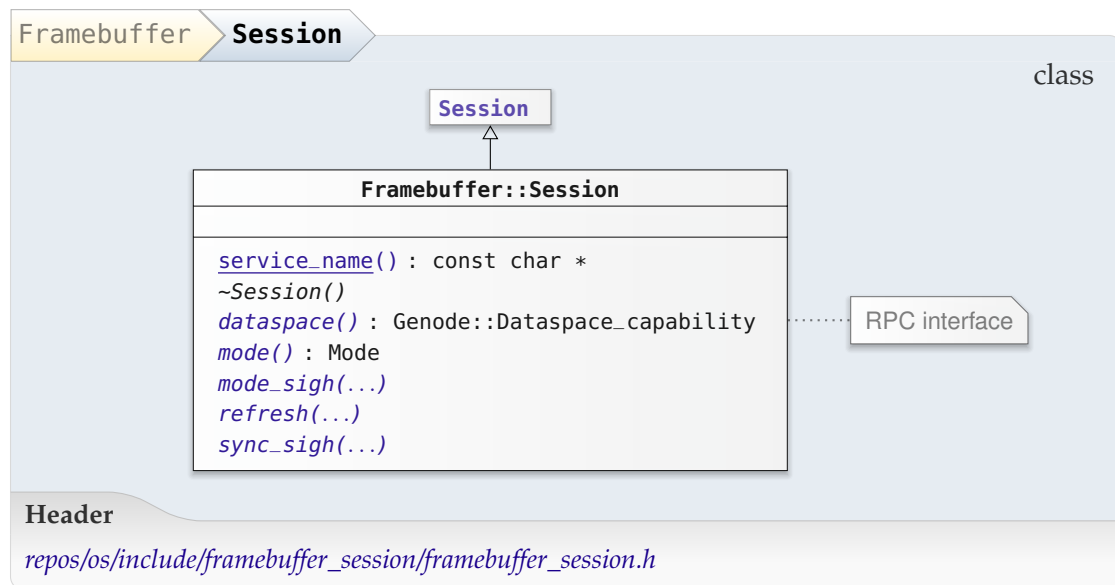 Framebuffer Session
class
Session
Framebuffer::Session
service_name() : const char *
~Session()
dataspace() : Genode::Dataspace_capability
RPC interface
mode() : Mode
mode_sigh(...)
refresh(...)
sync_sigh(...)
Header
repos/os/include/framebuffer_session/framebuffer_session.h